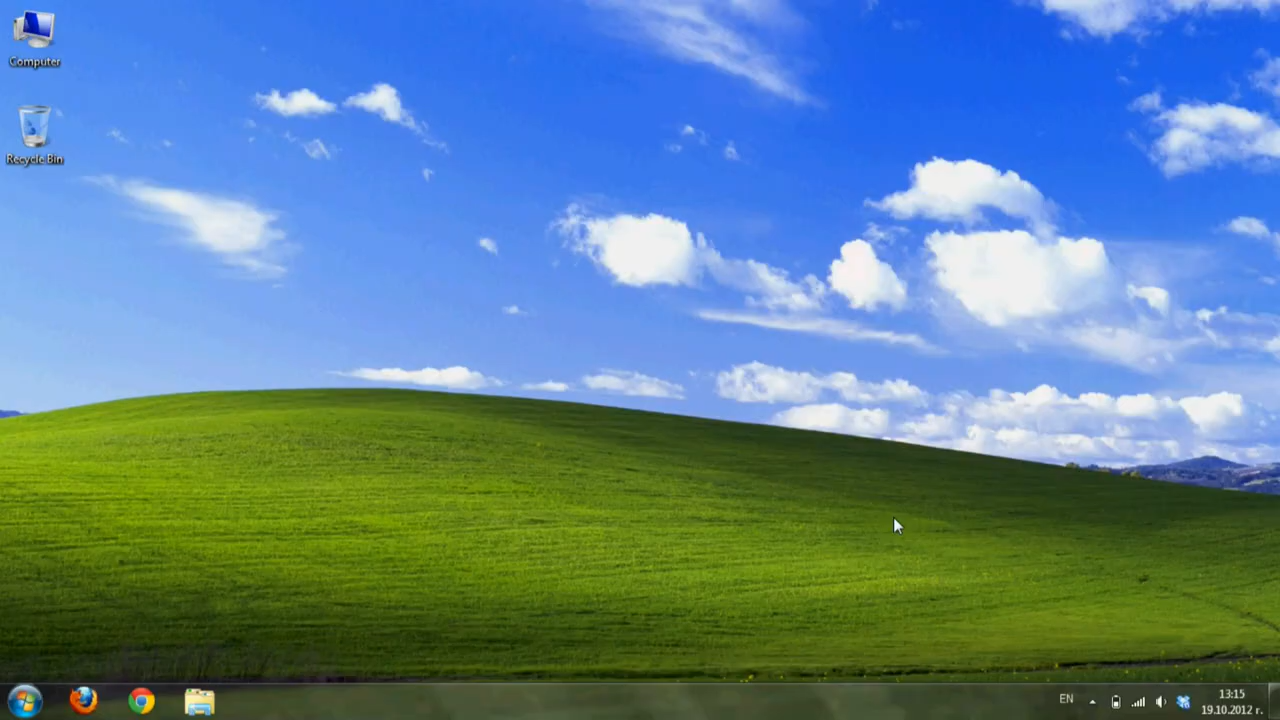 Computer
Recycle Bin
EN
13:15
19.10.2012 г.